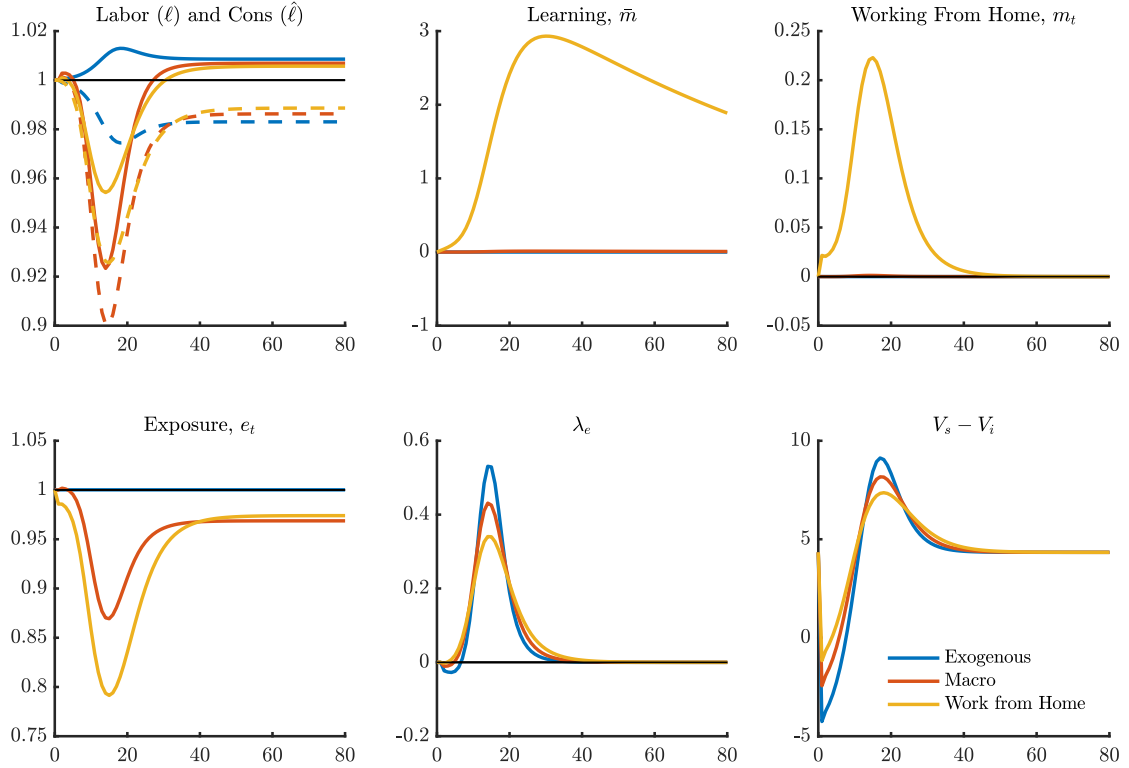 Labor (ℓ) and Cons (ℓ̂)
1.02
1
0.98
0.96
0.94
0.92
0.9
0 20 40 60 80
Learning, m̄
3
2
1
0
-1
0 20 40 60 80
Working From Home, mₜ
0.25
0.2
0.15
0.1
0.05
0
-0.05
0 20 40 60 80
Exposure, eₜ
1.05
1
0.95
0.9
0.85
0.8
0.75
0 20 40 60 80
λₑ
0.6
0.4
0.2
0
-0.2
0 20 40 60 80
Vₛ − Vᵢ
10
5
0
-5
0 20 40 60 80
Exogenous
Macro
Work from Home